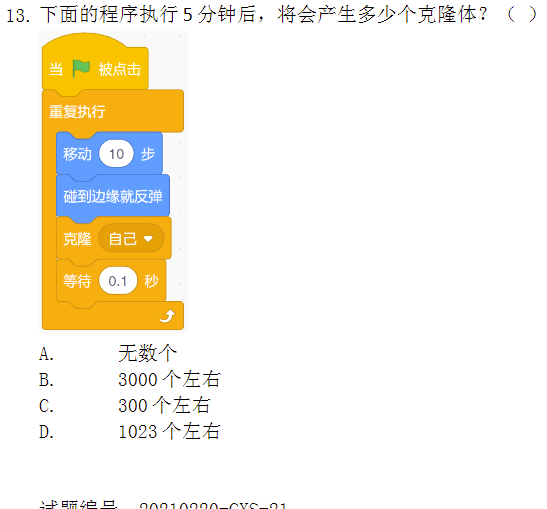 13. 下面的程序执行 5 分钟后，将会产生多少个克隆体？（ ）
当 被点击
重复执行
移动 10 步
碰到边缘就反弹
克隆 自己
等待 0.1 秒
A. 无数个
B. 3000 个左右
C. 300 个左右
D. 1023 个左右